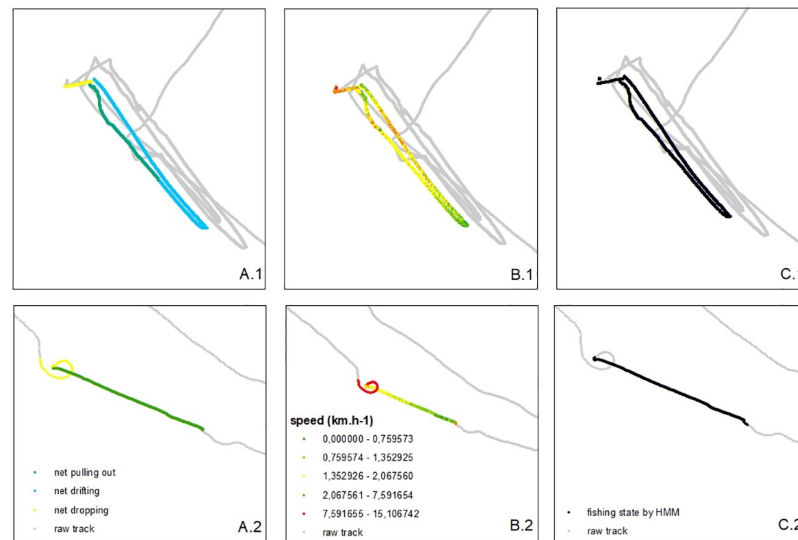 A.1
B.1
C.1
net pulling out
net drifting
net dropping
raw track
A.2
speed (km.h-1)
0,000000 - 0,759573
0,759574 - 1,352925
1,352926 - 2,067560
2,067561 - 7,591654
7,591655 - 15,106742
raw track
B.2
fishing state by HMM
raw track
C.2